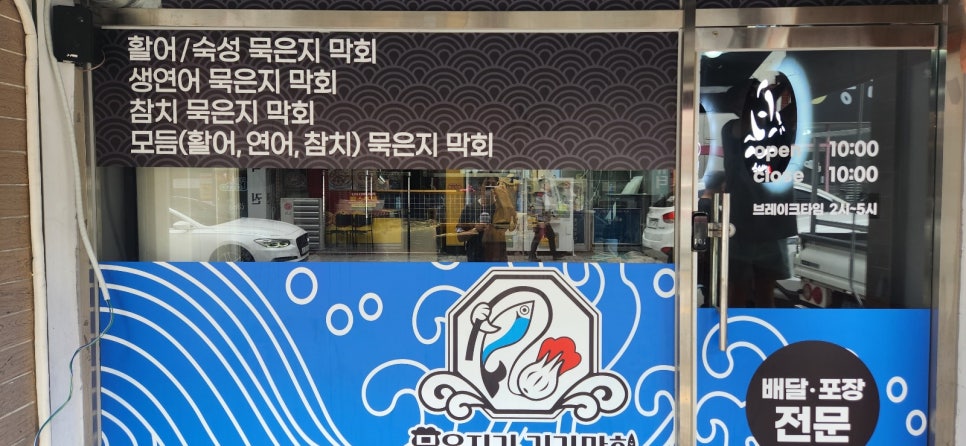 활어/숙성 묵은지 막회
생연어 묵은지 막회
참치 묵은지 막회
모듬(활어, 연어, 참치) 묵은지 막회
open 10:00
close 10:00
브레이크타임 2시~5시
배달·포장
전문